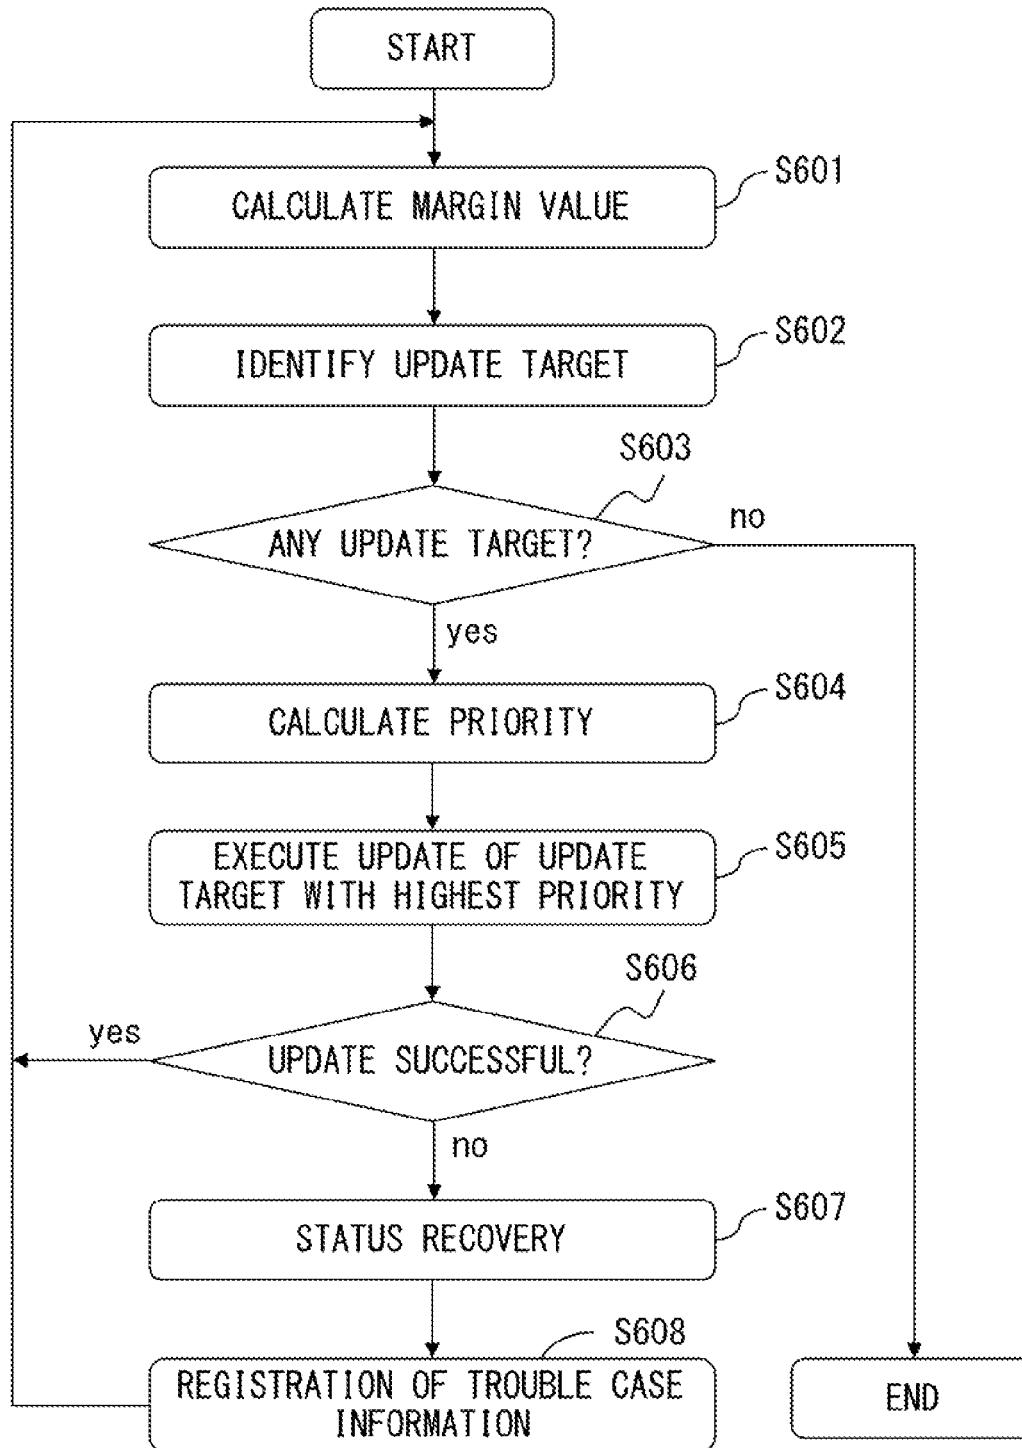 START
CALCULATE MARGIN VALUE
S601
IDENTIFY UPDATE TARGET
S602
S603
ANY UPDATE TARGET?
no
yes
CALCULATE PRIORITY
S604
EXECUTE UPDATE OF UPDATE
TARGET WITH HIGHEST PRIORITY
S605
S606
UPDATE SUCCESSFUL?
yes
no
STATUS RECOVERY
S607
S608
REGISTRATION OF TROUBLE CASE
INFORMATION
END